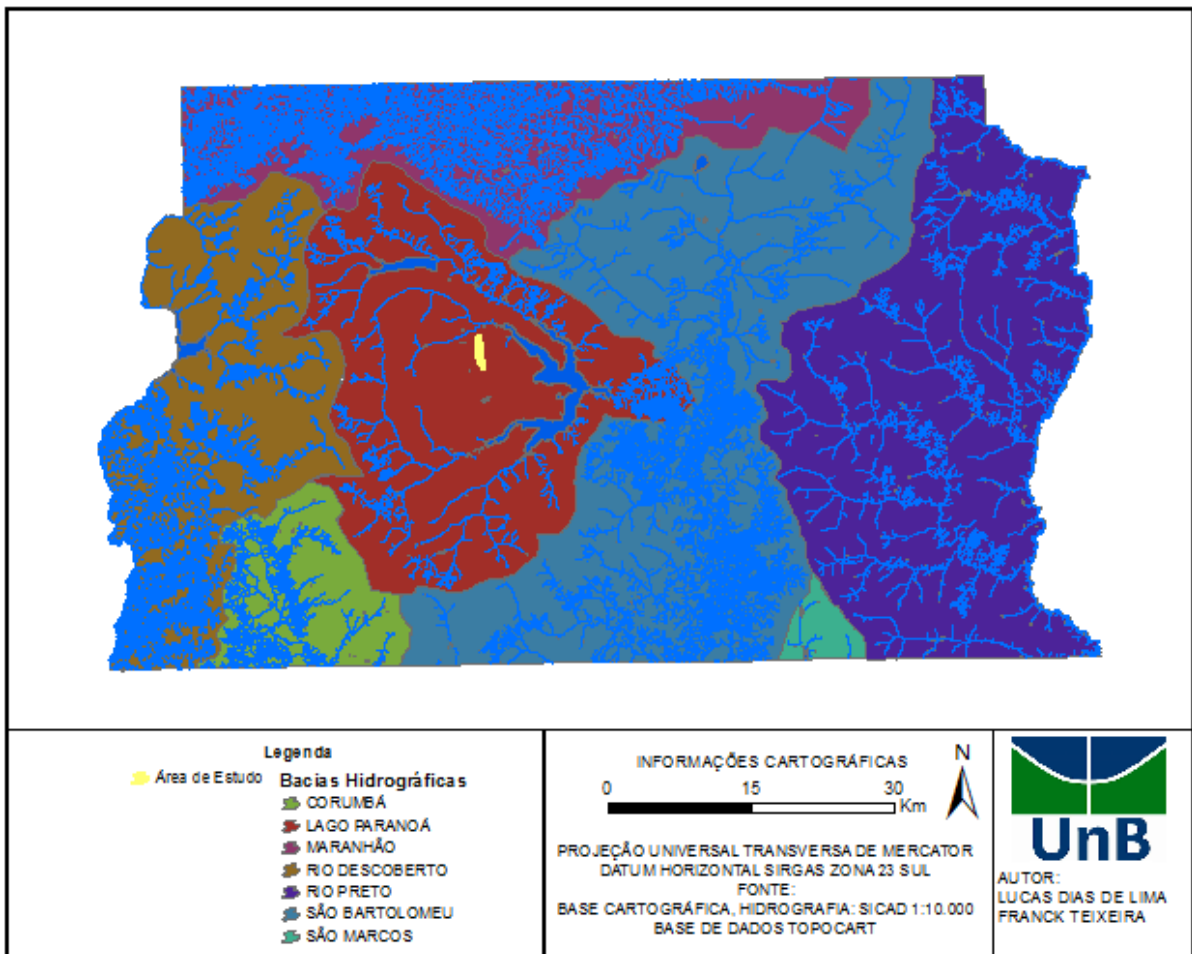 Legenda
Área de Estudo
Bacias Hidrográficas
CORUMBÁ
LAGO PARANOÁ
MARANHÃO
RIO DESCOBERTO
RIO PRETO
SÃO BARTOLOMEU
SÃO MARCOS
INFORMAÇÕES CARTOGRÁFICAS
N
0 15 30
Km
PROJEÇÃO UNIVERSAL TRANSVERSA DE MERCATOR
DATUM HORIZONTAL SIRGAS ZONA 23 SUL
FONTE:
BASE CARTOGRÁFICA, HIDROGRAFIA: SICAD 1:10.000
BASE DE DADOS TOPOCART
UnB
AUTOR:
LUCAS DIAS DE LIMA
FRANCK TEIXEIRA